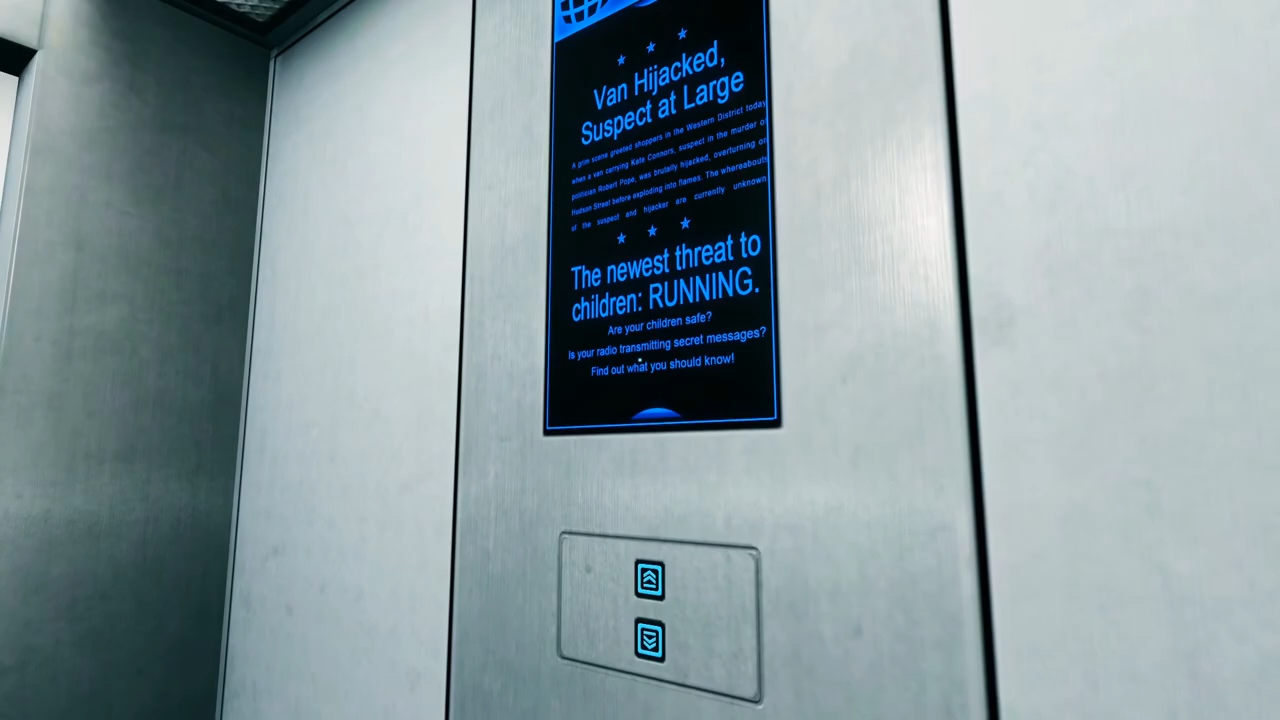 Van Hijacked,
Suspect at Large
A grim scene greeted shoppers in the Western District today
when a van carrying Kate Connors, suspect in the murder of
politician Robert Pope, was brutally hijacked, overturning on
Hudson Street before exploding into flames. The whereabouts
of the suspect and hijacker are currently unknown
The newest threat to
children: RUNNING.
Are your children safe?
Is your radio transmitting secret messages?
Find out what you should know!